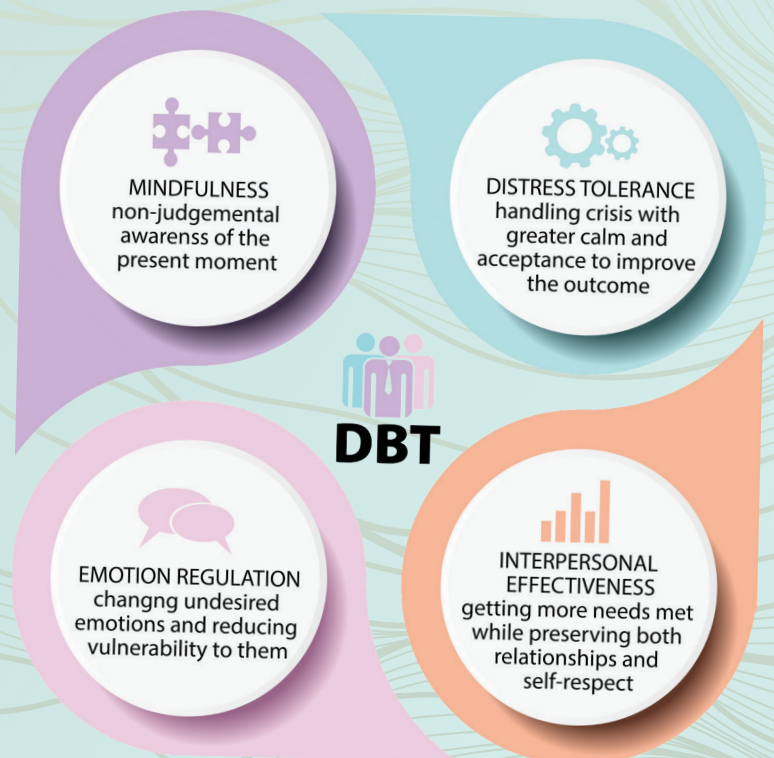 MINDFULNESS
non-judgemental
awarenss of the
present moment
DISTRESS TOLERANCE
handling crisis with
greater calm and
acceptance to improve
the outcome
DBT
EMOTION REGULATION
changng undesired
emotions and reducing
vulnerability to them
INTERPERSONAL
EFFECTIVENESS
getting more needs met
while preserving both
relationships and
self-respect